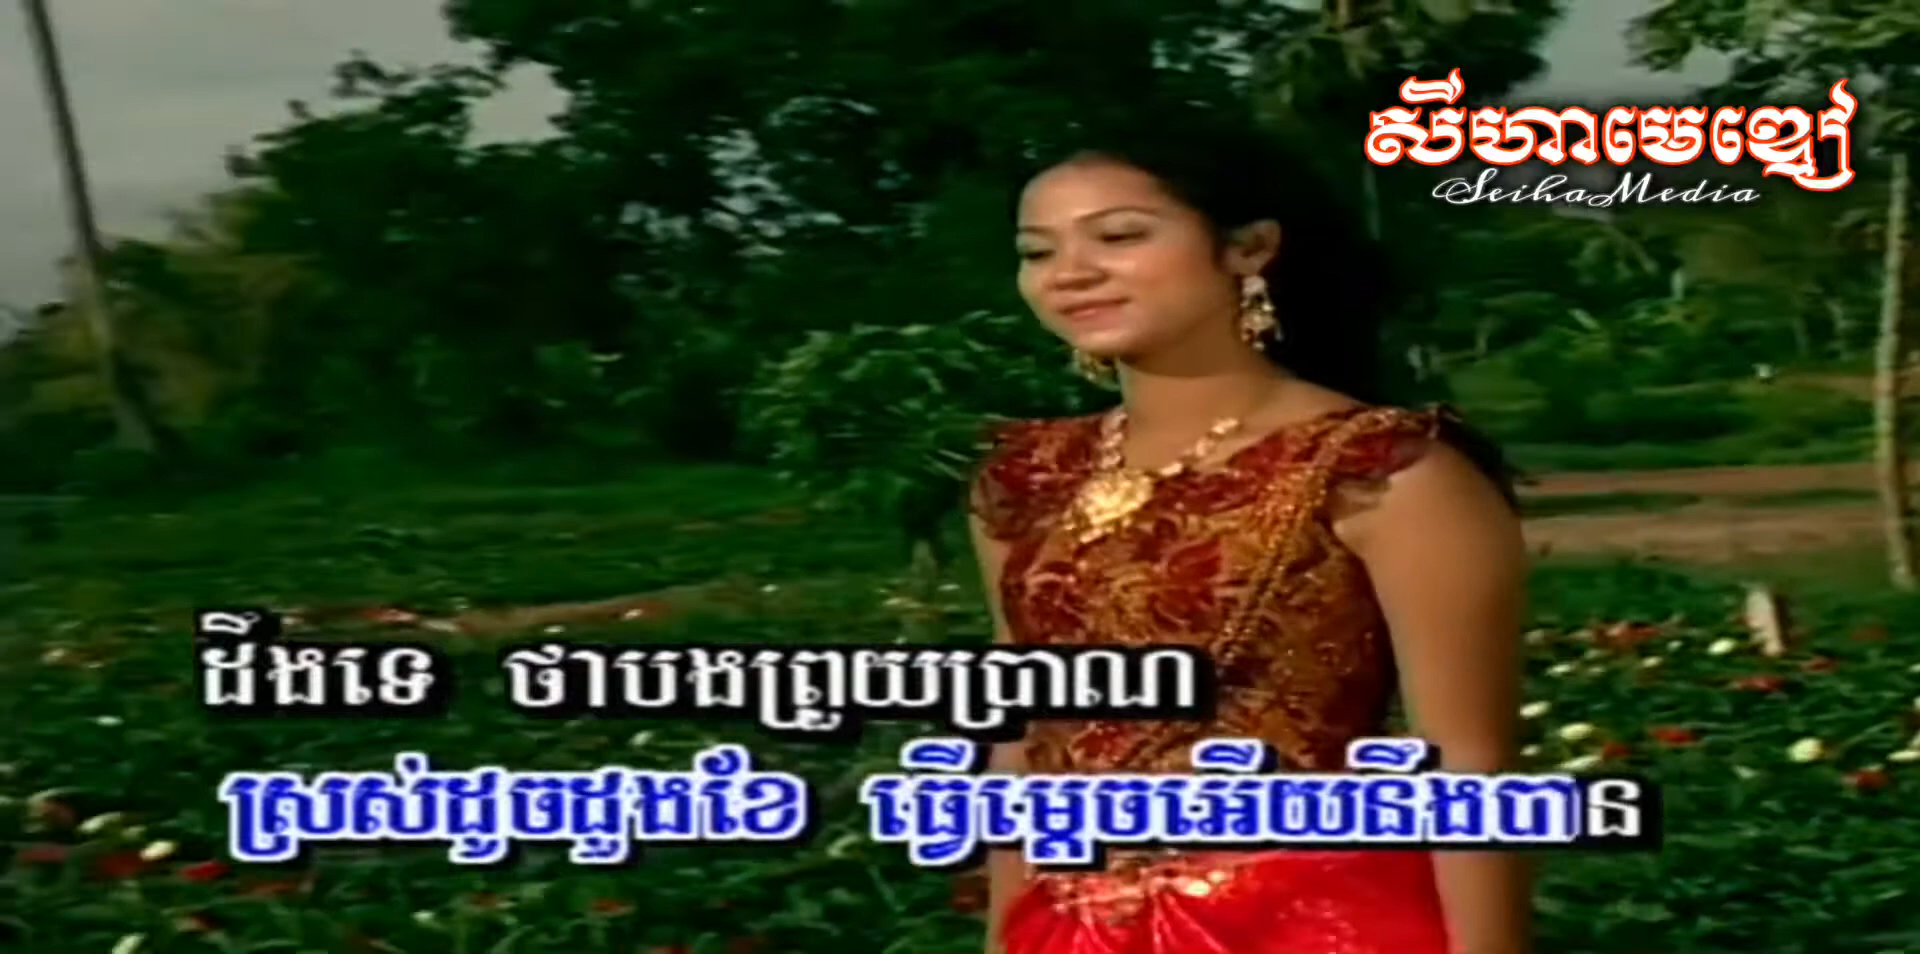 សីហាមេឌៀ
SeihaMedia
ដឹងទេ ថាបងព្រួយប្រាណ
ស្រស់ដូចដួងខែ ធ្វើម្ដេចអើយនឹងបាន